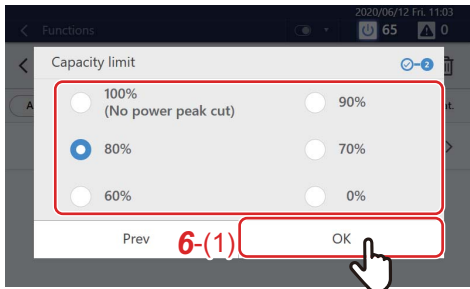 2020/06/12 Fri. 11:03
< Functions
65
0
Capacity limit
2
A
nt.
100%
(No power peak cut)
90%
80%
70%
60%
0%
Prev
6-(1)
OK